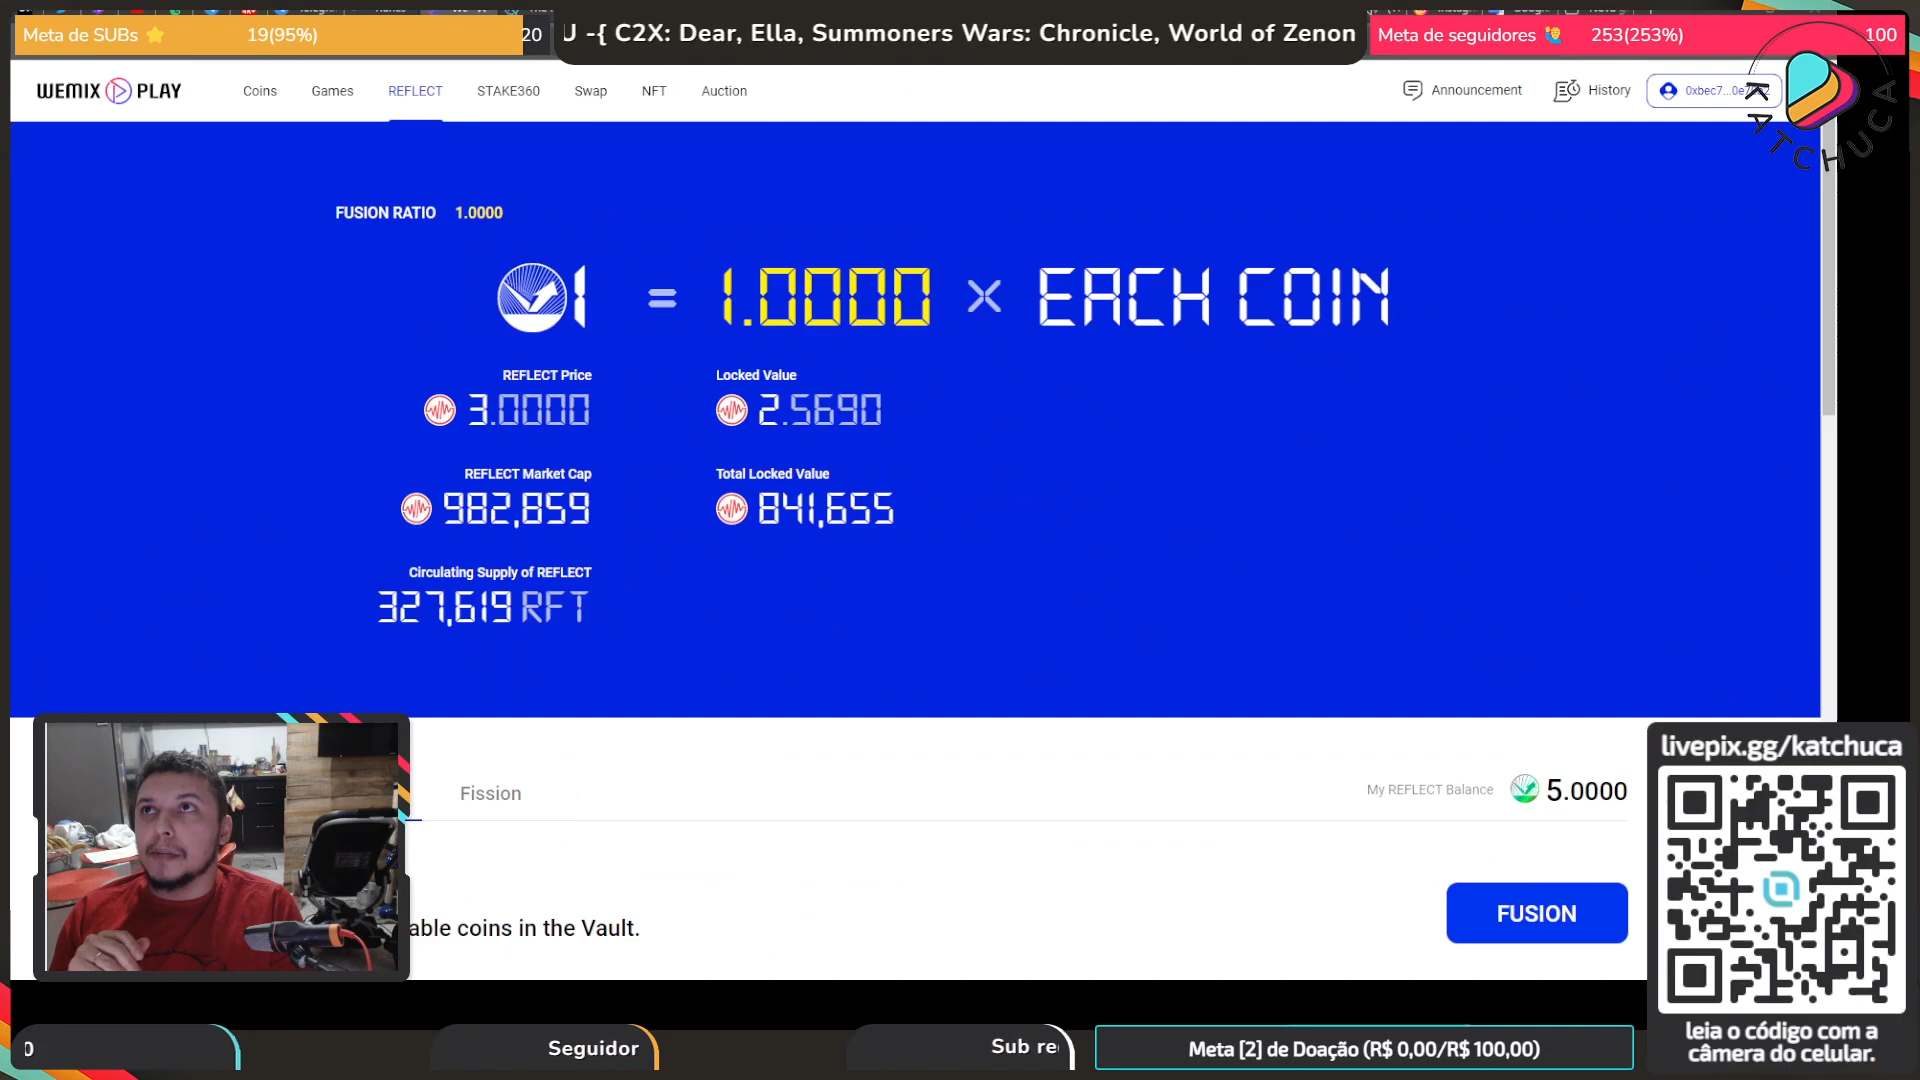 Meta de SUBs ⭐ 19(95%) 20
U -{ C2X: Dear, Ella, Summoners Wars: Chronicle, World of Zenon
Meta de seguidores 🙋 253(253%) 100
WEMIX PLAY
Coins Games REFLECT STAKE360 Swap NFT Auction
Announcement History 0xbec7...0e
KATCHUCA
FUSION RATIO 1.0000
1 = 1.0000 × EACH COIN
REFLECT Price
3.0000
Locked Value
2.5690
REFLECT Market Cap
982,859
Total Locked Value
841,655
Circulating Supply of REFLECT
327,619 RFT
Fission
My REFLECT Balance 5.0000
able coins in the Vault.
FUSION
livepix.gg/katchuca
leia o código com a
câmera do celular.
0
Seguidor
Sub re
Meta [2] de Doação (R$ 0,00/R$ 100,00)